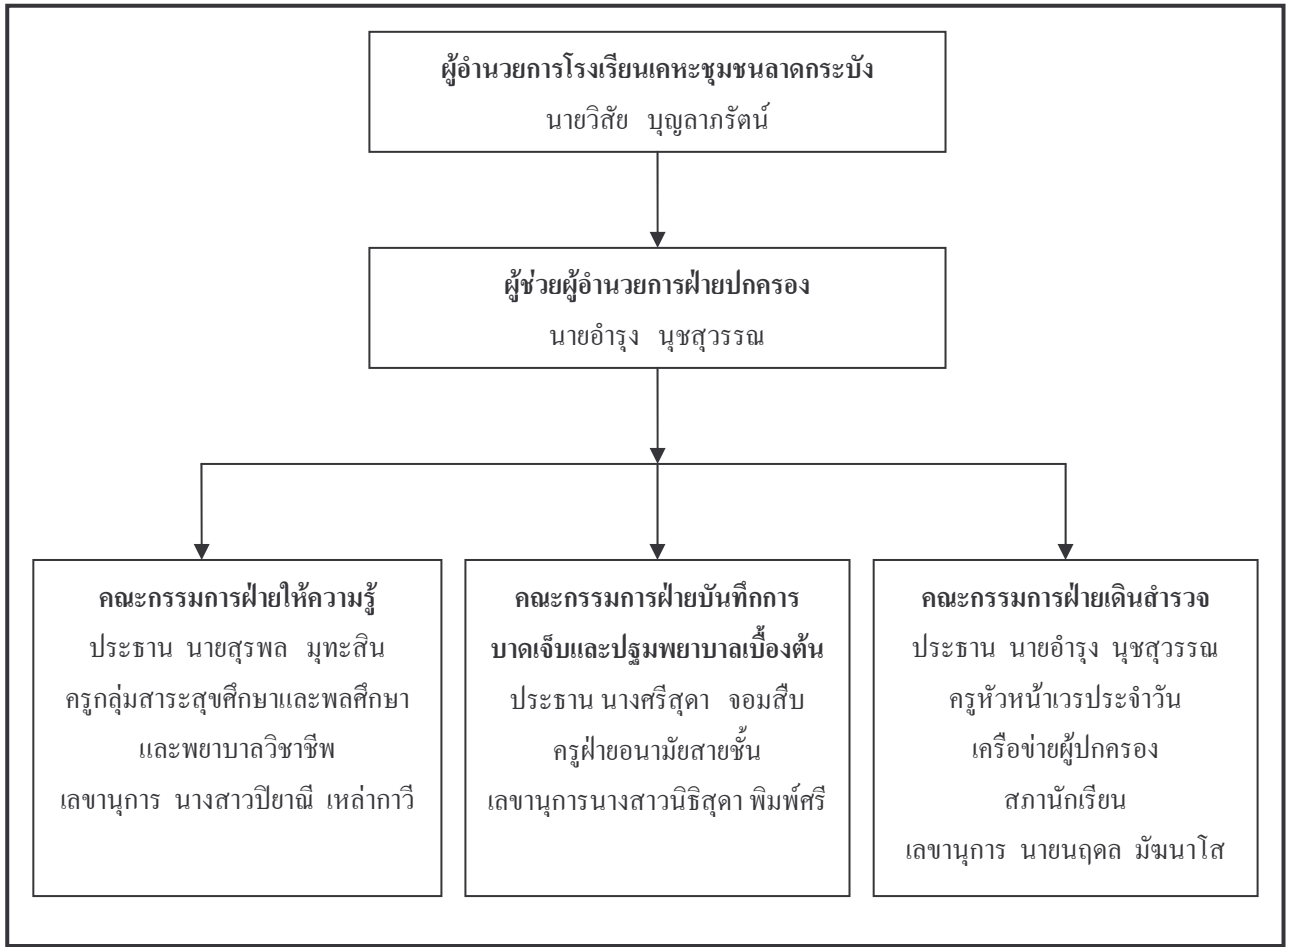 ผู้อำนวยการโรงเรียนเคหะชุมชนลาดกระบัง
นายวิสัย บุญลาภรัตน์
ผู้ช่วยผู้อำนวยการฝ่ายปกครอง
นายอำรุง นุชสุวรรณ
คณะกรรมการฝ่ายให้ความรู้
ประธาน นายสุรพล มุทะสิน
ครูกลุ่มสาระสุขศึกษาและพลศึกษา
และพยาบาลวิชาชีพ
เลขานุการ นางสาวปิยาณี เหล่ากาวี
คณะกรรมการฝ่ายบันทึกการ
บาดเจ็บและปฐมพยาบาลเบื้องต้น
ประธาน นางศรีสุดา จอมสืบ
ครูฝ่ายอนามัยสายชั้น
เลขานุการนางสาวนิธิสุดา พิมพ์ศรี
คณะกรรมการฝ่ายเดินสำรวจ
ประธาน นายอำรุง นุชสุวรรณ
ครูหัวหน้าเวรประจำวัน
เครือข่ายผู้ปกครอง
สภานักเรียน
เลขานุการ นายนฤดล มัฆนาโส